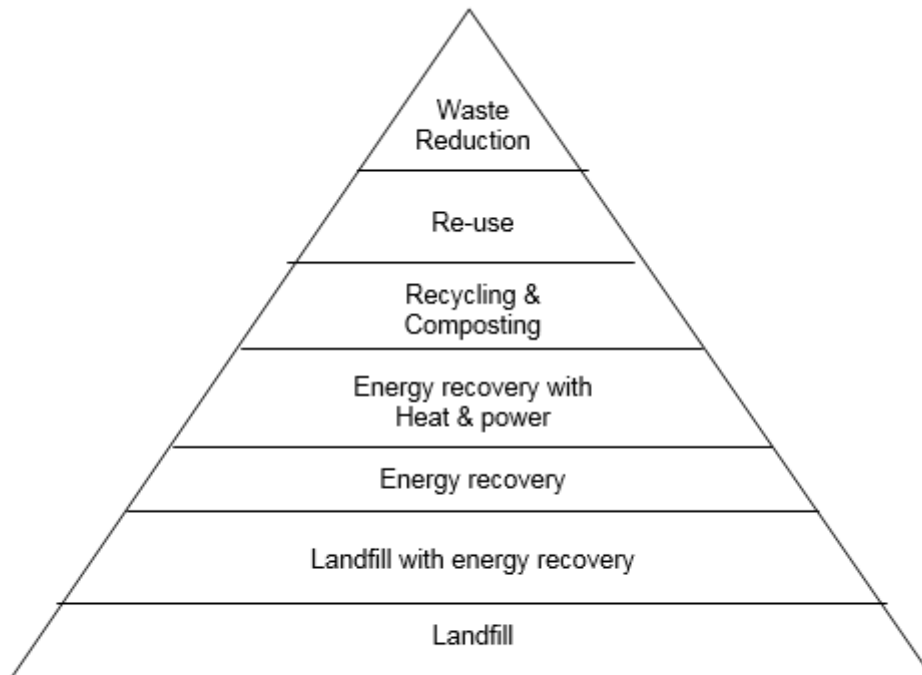 Waste
Reduction
Re-use
Recycling &
Composting
Energy recovery with
Heat & power
Energy recovery
Landfill with energy recovery
Landfill